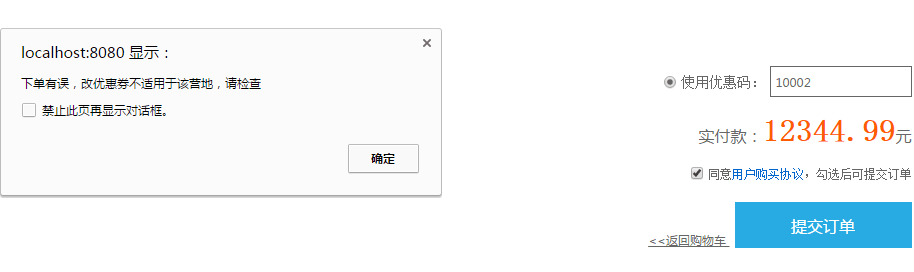 localhost:8080 显示：
下单有误，改优惠券不适用于该营地，请检查
禁止此页再显示对话框。
确定
使用优惠码： 10002
实付款：12344.99元
同意用户购买协议，勾选后可提交订单
<<返回购物车 提交订单